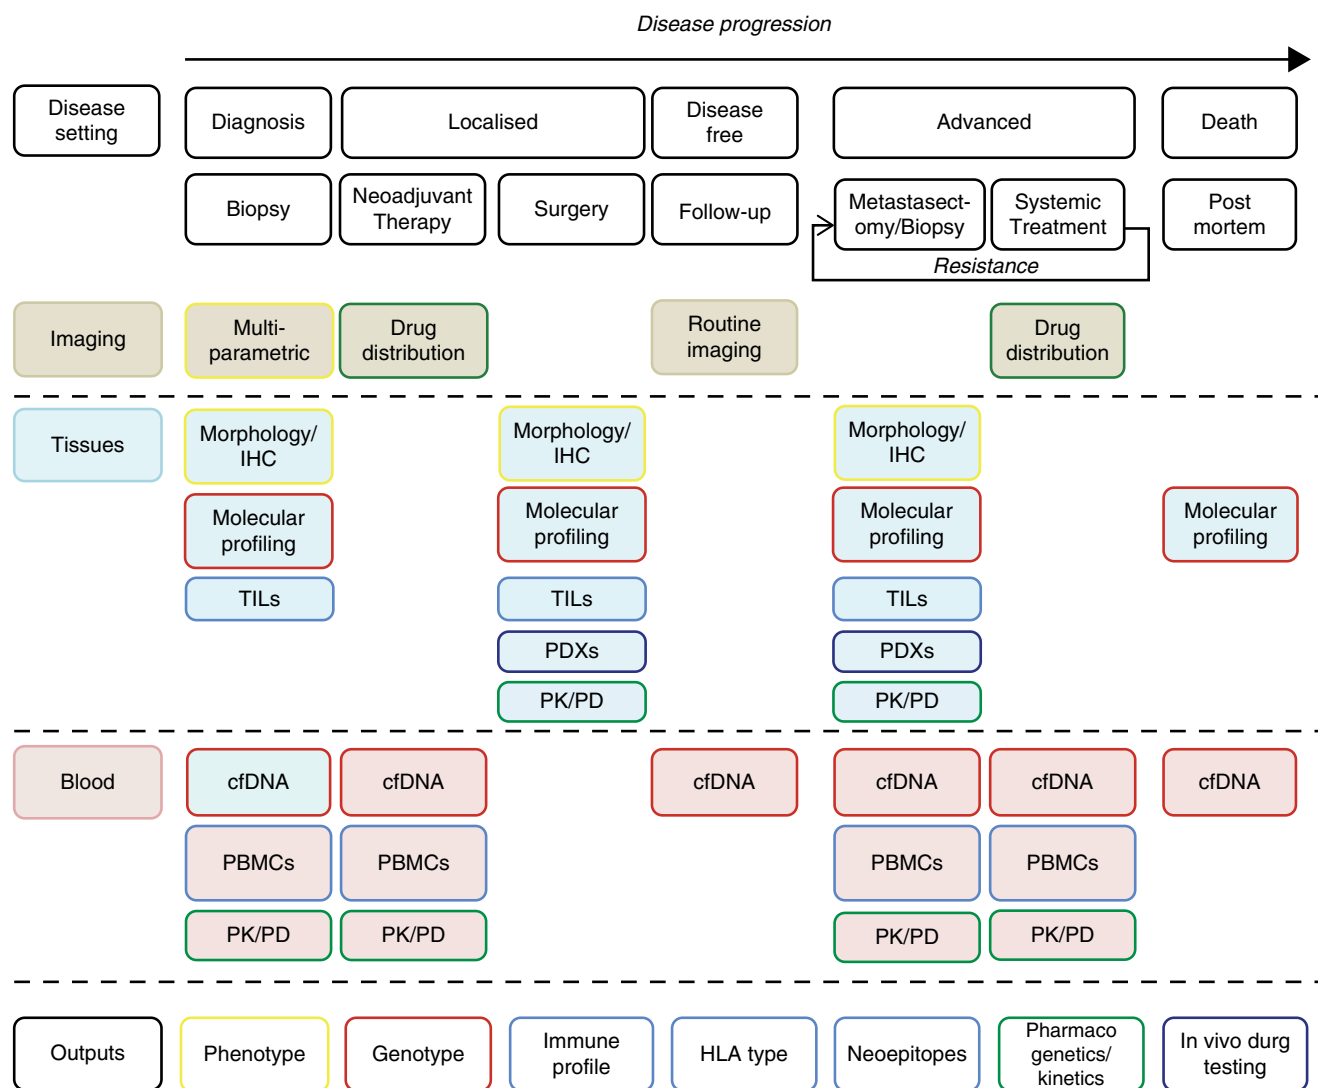 Disease progression
Disease
setting
Diagnosis
Localised
Disease
free
Advanced
Death
Biopsy
Neoadjuvant
Therapy
Surgery
Follow-up
Metastasect-
omy/Biopsy
Systemic
Treatment
Post
mortem
Resistance
Imaging
Multi-
parametric
Drug
distribution
Routine
imaging
Drug
distribution
Tissues
Morphology/
IHC
Morphology/
IHC
Morphology/
IHC
Molecular
profiling
Molecular
profiling
Molecular
profiling
Molecular
profiling
TILs
TILs
TILs
PDXs
PDXs
PK/PD
PK/PD
Blood
cfDNA
cfDNA
cfDNA
cfDNA
cfDNA
cfDNA
PBMCs
PBMCs
PBMCs
PBMCs
PK/PD
PK/PD
PK/PD
PK/PD
Outputs
Phenotype
Genotype
Immune
profile
HLA type
Neoepitopes
Pharmaco
genetics/
kinetics
In vivo durg
testing